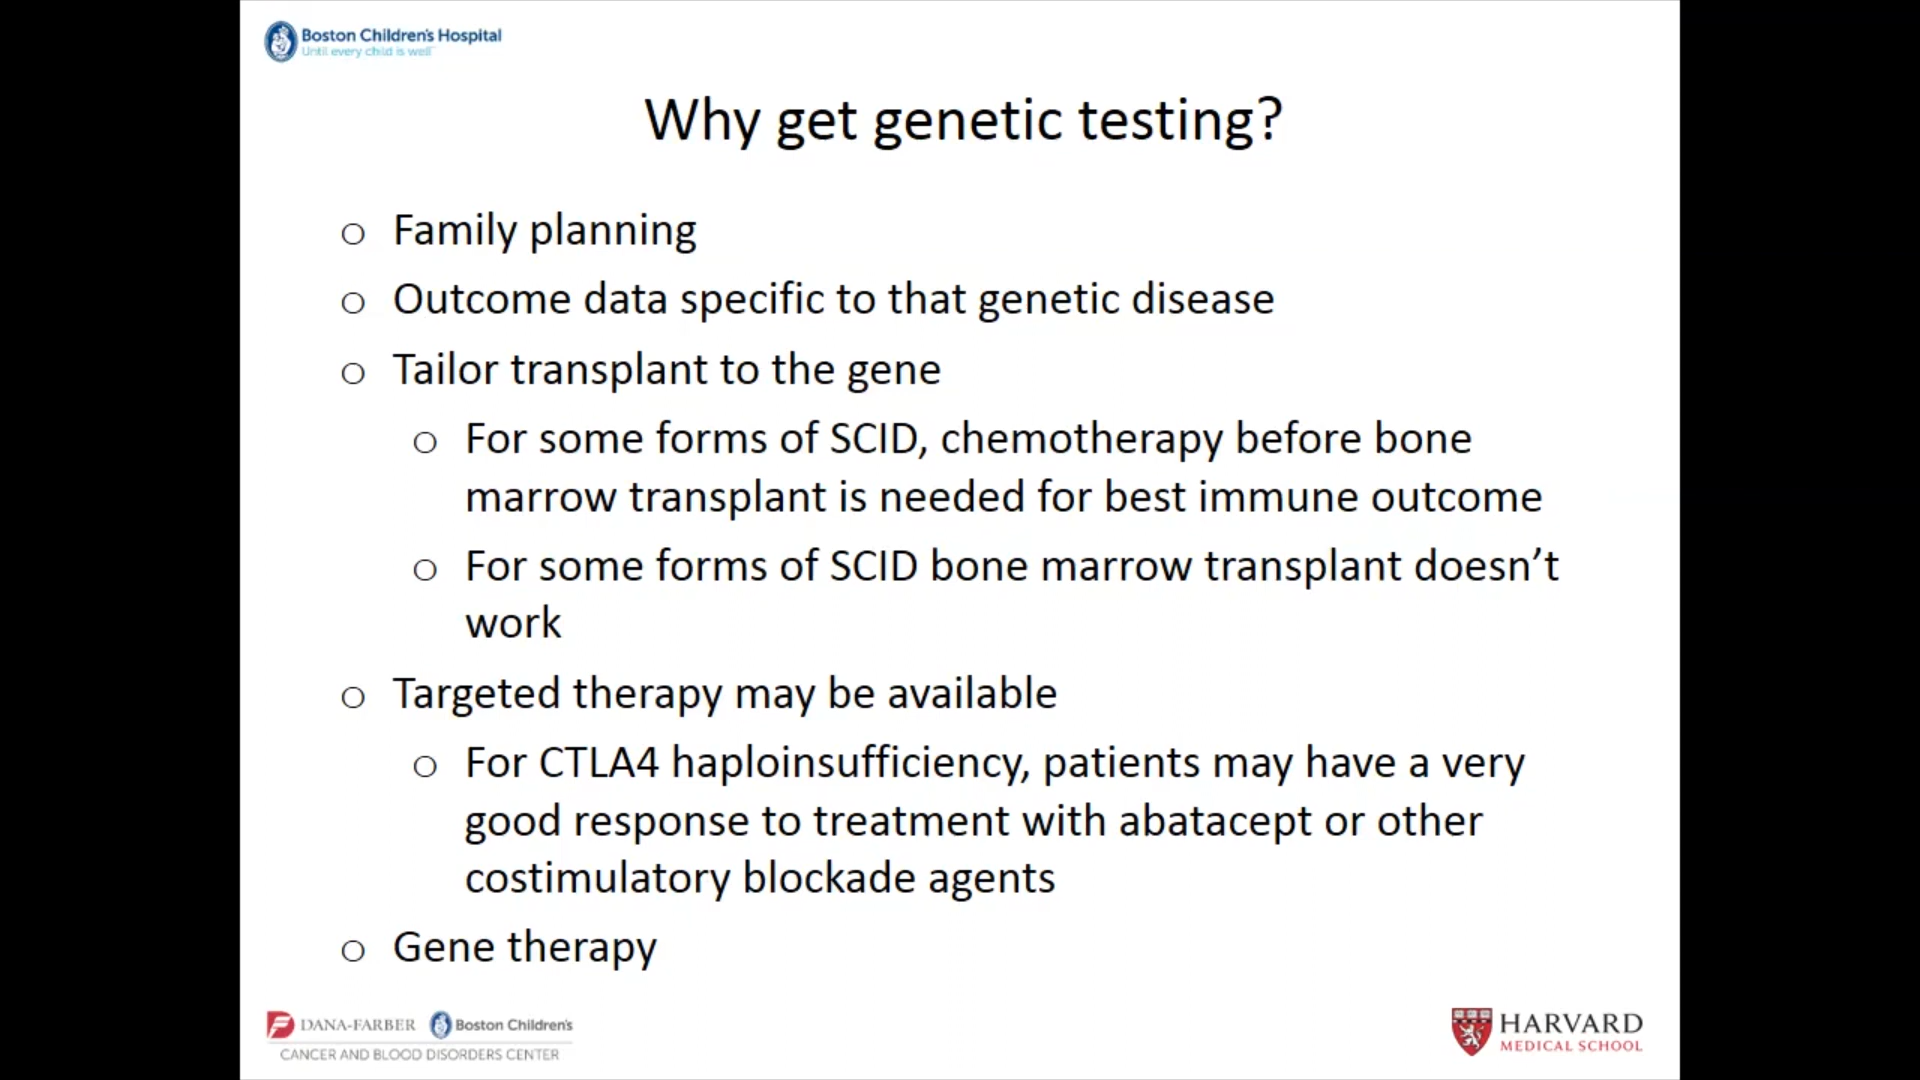 Boston Children's Hospital
Until every child is well
Why get genetic testing?
o Family planning
o Outcome data specific to that genetic disease
o Tailor transplant to the gene
o For some forms of SCID, chemotherapy before bone
marrow transplant is needed for best immune outcome
o For some forms of SCID bone marrow transplant doesn’t
work
o Targeted therapy may be available
o For CTLA4 haploinsufficiency, patients may have a very
good response to treatment with abatacept or other
costimulatory blockade agents
o Gene therapy
DANA-FARBER Boston Children's
CANCER AND BLOOD DISORDERS CENTER
HARVARD
MEDICAL SCHOOL